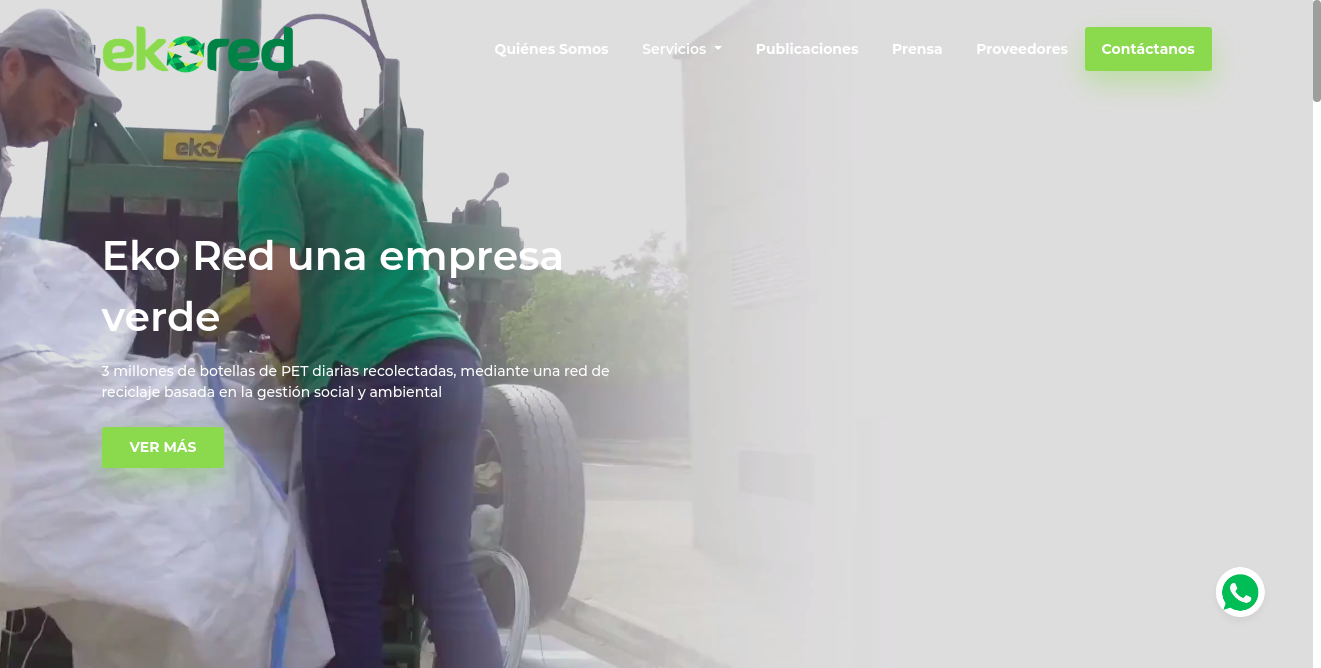 ekored
Quiénes Somos
Servicios
Publicaciones
Prensa
Proveedores
Contáctanos
Eko Red una empresa
verde
3 millones de botellas de PET diarias recolectadas, mediante una red de
reciclaje basada en la gestión social y ambiental
VER MÁS